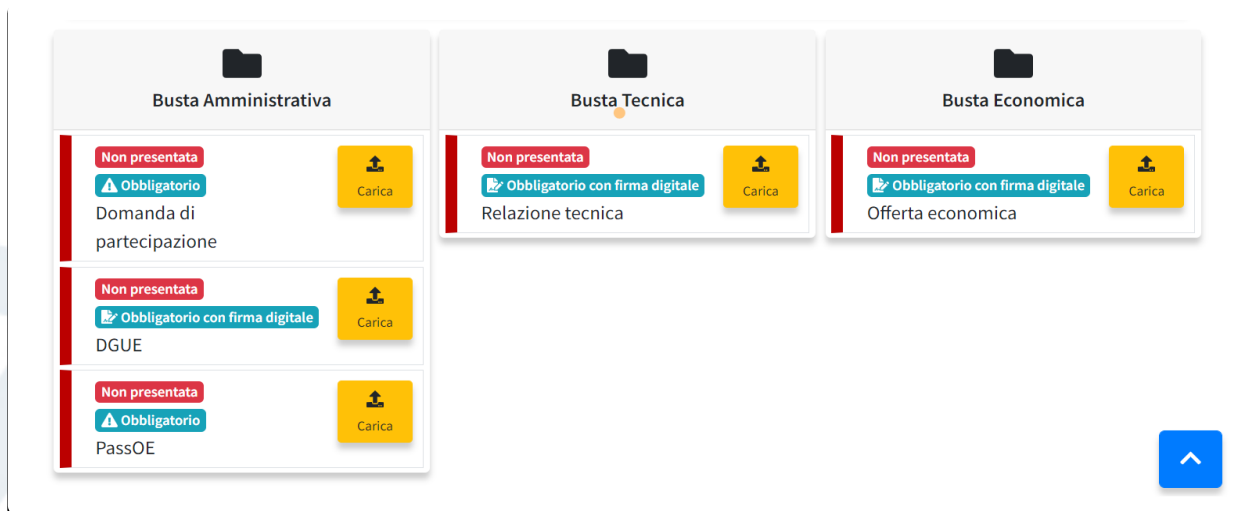 Busta Amministrativa
Non presentata
Obbligatorio
Carica
Domanda di
partecipazione
Non presentata
Obbligatorio con firma digitale
Carica
DGUE
Non presentata
Obbligatorio
Carica
PassOE
Busta Tecnica
Non presentata
Obbligatorio con firma digitale
Carica
Relazione tecnica
Busta Economica
Non presentata
Obbligatorio con firma digitale
Carica
Offerta economica